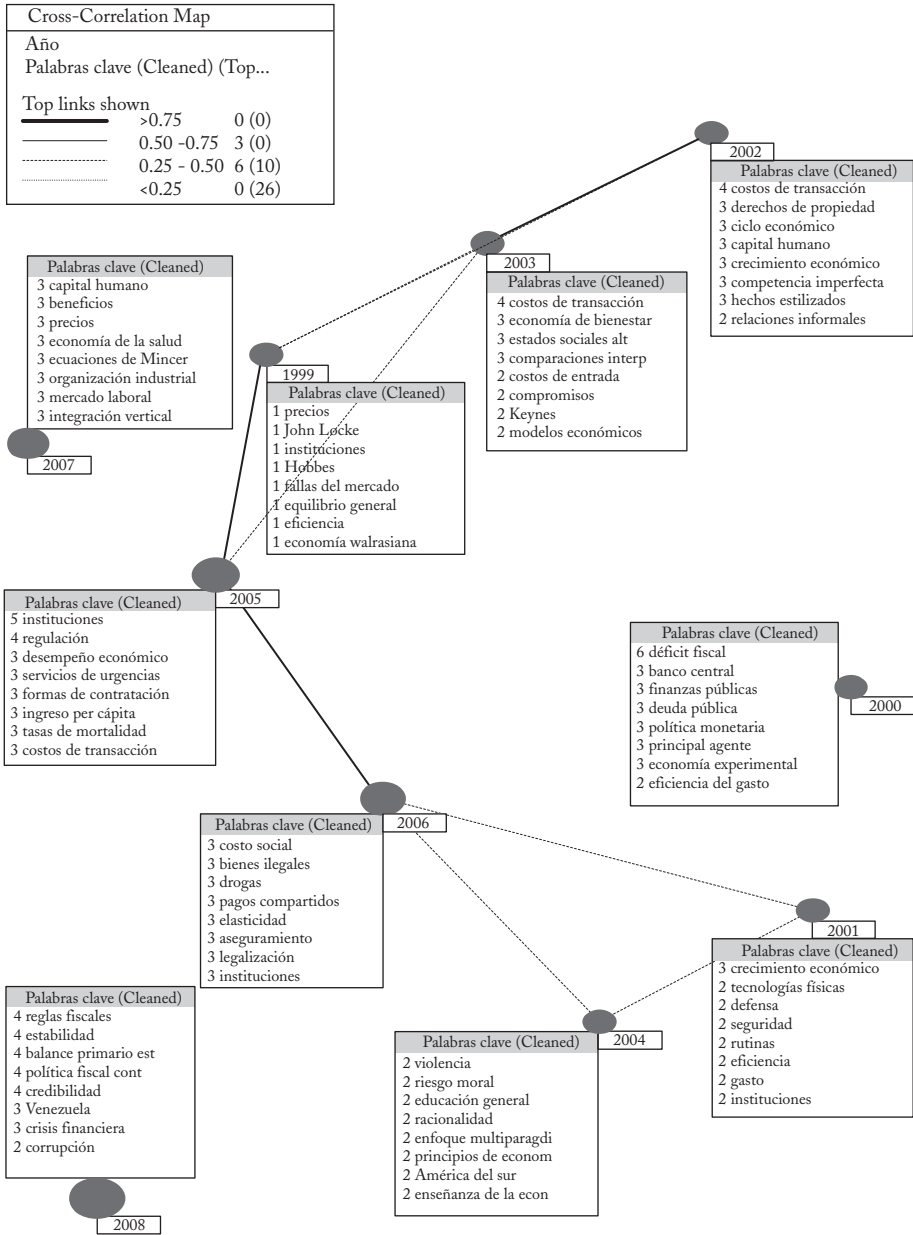 Cross-Correlation Map
Año
Palabras clave (Cleaned) (Top...
Top links shown
>0.75 0 (0)
0.50 -0.75 3 (0)
0.25 - 0.50 6 (10)
<0.25 0 (26)
2002
Palabras clave (Cleaned)
4 costos de transacción
3 derechos de propiedad
3 ciclo económico
3 capital humano
3 crecimiento económico
3 competencia imperfecta
3 hechos estilizados
2 relaciones informales
2003
Palabras clave (Cleaned)
4 costos de transacción
3 economía de bienestar
3 estados sociales alt
3 comparaciones interp
2 costos de entrada
2 compromisos
2 Keynes
2 modelos económicos
Palabras clave (Cleaned)
3 capital humano
3 beneficios
3 precios
3 economía de la salud
3 ecuaciones de Mincer
3 organización industrial
3 mercado laboral
3 integración vertical
2007
1999
Palabras clave (Cleaned)
1 precios
1 John Locke
1 instituciones
1 Hobbes
1 fallas del mercado
1 equilibrio general
1 eficiencia
1 economía walrasiana
2005
Palabras clave (Cleaned)
5 instituciones
4 regulación
3 desempeño económico
3 servicios de urgencias
3 formas de contratación
3 ingreso per cápita
3 tasas de mortalidad
3 costos de transacción
Palabras clave (Cleaned)
6 déficit fiscal
3 banco central
3 finanzas públicas
3 deuda pública
3 política monetaria
3 principal agente
3 economía experimental
2 eficiencia del gasto
2000
2006
Palabras clave (Cleaned)
3 costo social
3 bienes ilegales
3 drogas
3 pagos compartidos
3 elasticidad
3 aseguramiento
3 legalización
3 instituciones
2001
Palabras clave (Cleaned)
3 crecimiento económico
2 tecnologías físicas
2 defensa
2 seguridad
2 rutinas
2 eficiencia
2 gasto
2 instituciones
Palabras clave (Cleaned)
4 reglas fiscales
4 estabilidad
4 balance primario est
4 política fiscal cont
4 credibilidad
3 Venezuela
3 crisis financiera
2 corrupción
2008
2004
Palabras clave (Cleaned)
2 violencia
2 riesgo moral
2 educación general
2 racionalidad
2 enfoque multiparagdi
2 principios de econom
2 América del sur
2 enseñanza de la econ